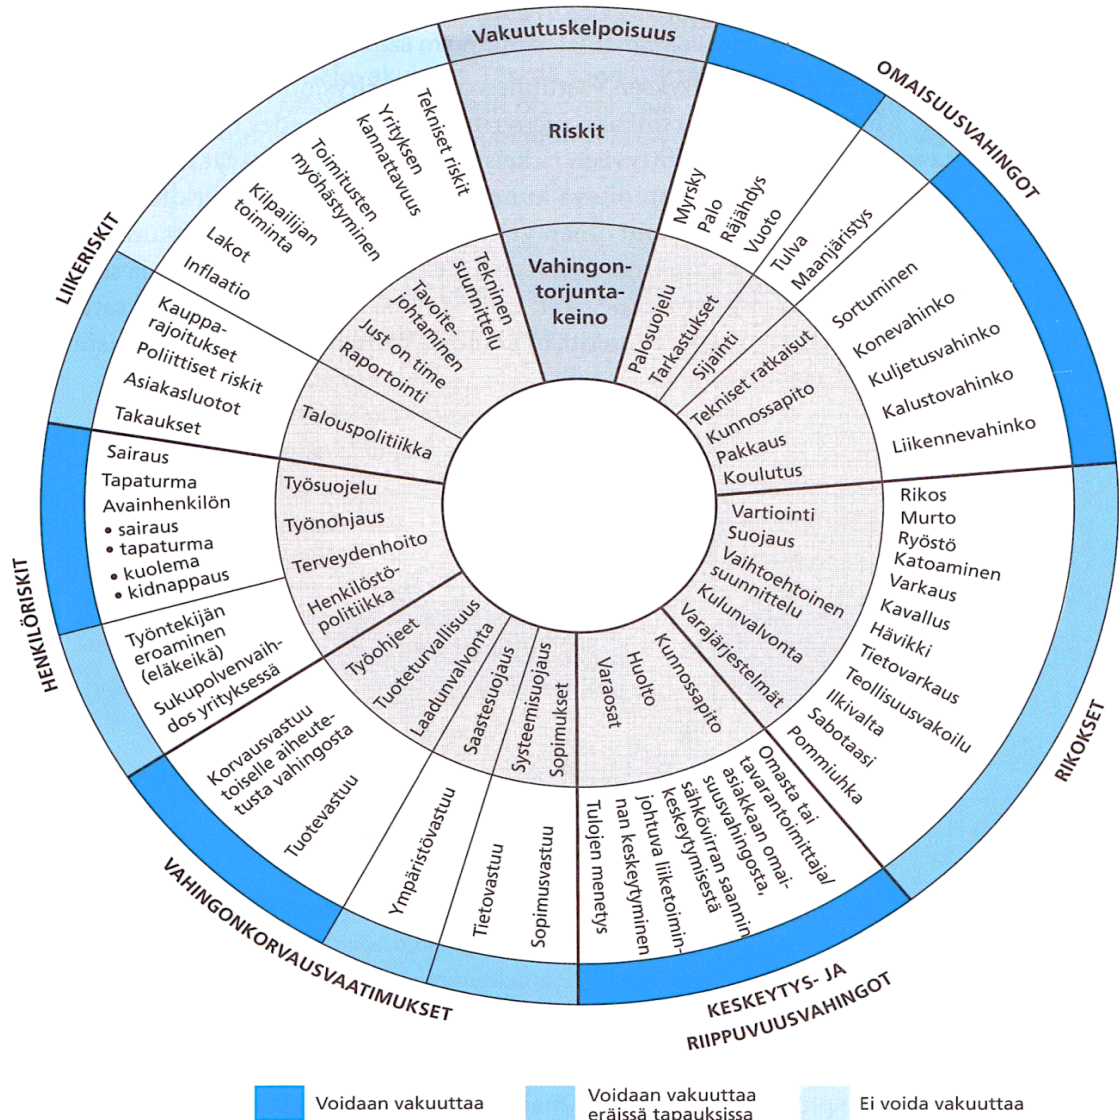 Vakuutuskelpoisuus
Riskit
Vahingon-
torjunta-
keino
OMAISUUSVAHINGOT
Myrsky
Palo
Räjähdys
Vuoto
Tulva
Maanjäristys
Sortuminen
Konevahinko
Kuljetusvahinko
Kalustovahinko
Liikennevahinko
Palosuojelu
Tarkastukset
Sijainti
Tekniset ratkaisut
Kunnossapito
Pakkaus
Koulutus
RIKOKSET
Rikos
Murto
Ryöstö
Katoaminen
Varkaus
Kavallus
Hävikki
Tietovarkaus
Teollisuusvakoilu
Ilkivalta
Sabotaasi
Pommiuhka
Vartiointi
Suojaus
Vaihtoehtoinen
suunnittelu
Kulunvalvonta
Varajärjestelmät
KESKEYTYS- JA
RIIPPUVUUSVAHINGOT
Omasta tai
tavarantoimittaja/
asiakkaan omai-
suusvahingosta,
sähkövirran saannin
keskeytymisestä
johtuva liiketoimin-
nan keskeytyminen
Tulojen menetys
Kunnossapito
Huolto
Varaosat
VAHINGONKORVAUSVAATIMUKSET
Sopimusvastuu
Tietovastuu
Ympäristövastuu
Tuotevastuu
Korvausvastuu
toiselle aiheute-
tusta vahingosta
Sopimukset
Systeemisuojaus
Saastesuojaus
Laadunvalvonta
Tuoteturvallisuus
Työohjeet
HENKILÖRISKIT
Sairaus
Tapaturma
Avainhenkilön
• sairaus
• tapaturma
• kuolema
• kidnappaus
Työntekijän
eroaminen
(eläkeikä)
Sukupolvenvaih-
dos yrityksessä
Työsuojelu
Työnohjaus
Terveydenhoito
Henkilöstö-
politiikka
LIIKERISKIT
Kauppa-
rajoitukset
Poliittiset riskit
Asiakasluotot
Takaukset
Talouspolitiikka
Tekniset riskit
Yrityksen
kannattavuus
Toimitusten
myöhästyminen
Kilpailijan
toiminta
Lakot
Inflaatio
Tekninen
suunnittelu
Tavoite-
johtaminen
Just on time
Raportointi
Voidaan vakuuttaa
Voidaan vakuuttaa
eräissä tapauksissa
Ei voida vakuuttaa